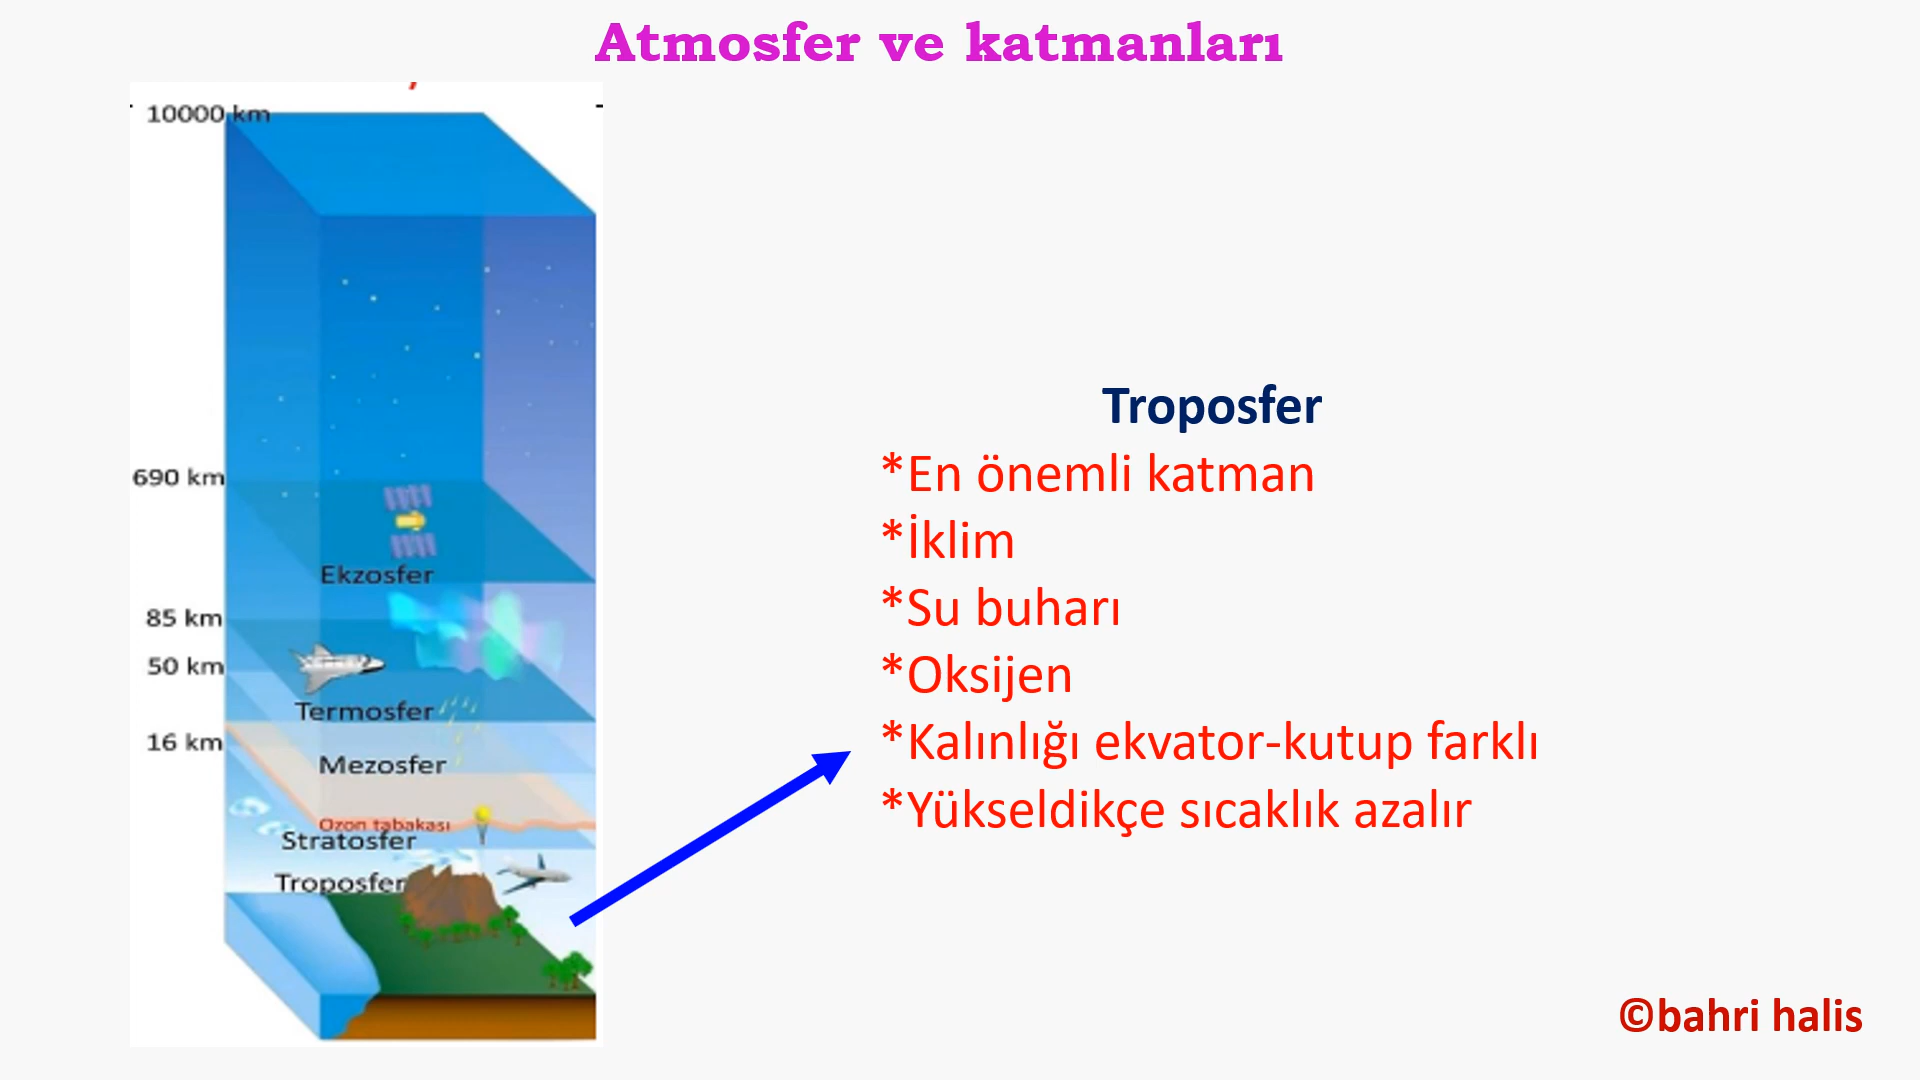 Atmosfer ve katmanları
10000 km
690 km
Ekzosfer
85 km
50 km
Termosfer
16 km
Mezosfer
Ozon tabakası
Stratosfer
Troposfer
Troposfer
*En önemli katman
*İklim
*Su buharı
*Oksijen
*Kalınlığı ekvator-kutup farklı
*Yükseldikçe sıcaklık azalır
©bahri halis